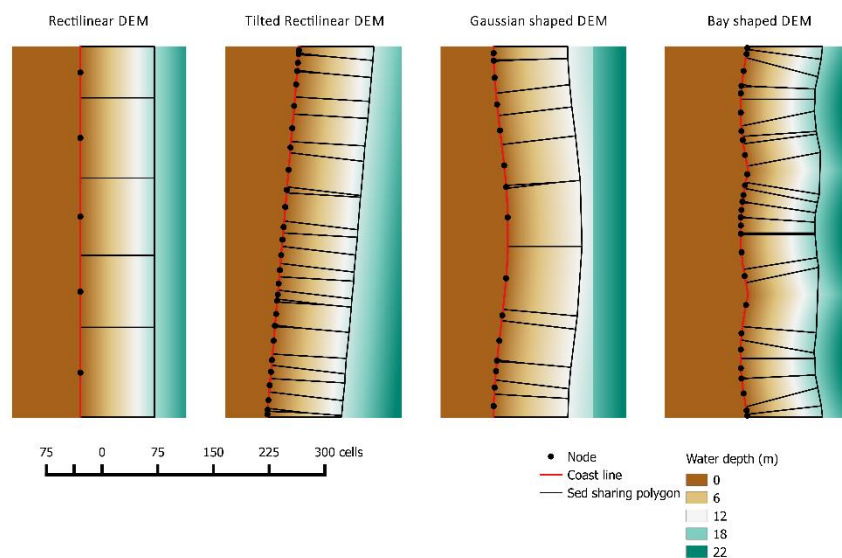 Rectilinear DEM
Tilted Rectilinear DEM
Gaussian shaped DEM
Bay shaped DEM
75 0 75 150 225 300 cells
Node
Coast line
Sed sharing polygon
Water depth (m)
0
6
12
18
22